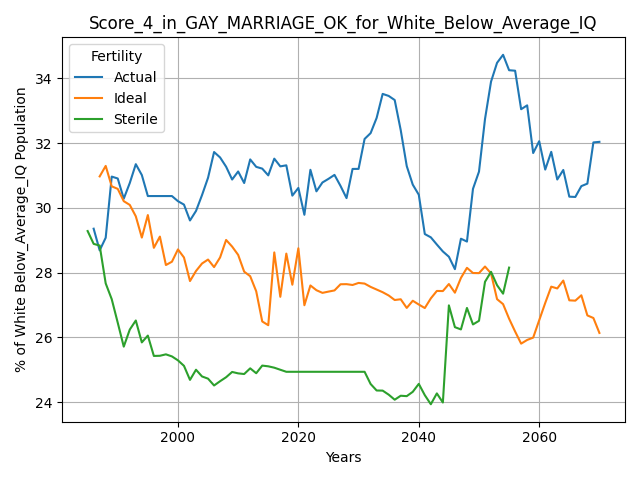 Score_4_in_GAY_MARRIAGE_OK_for_White_Below_Average_IQ
Fertility
Actual
Ideal
Sterile
% of White Below_Average_IQ Population
34
32
30
28
26
24
2000
2020
2040
2060
Years